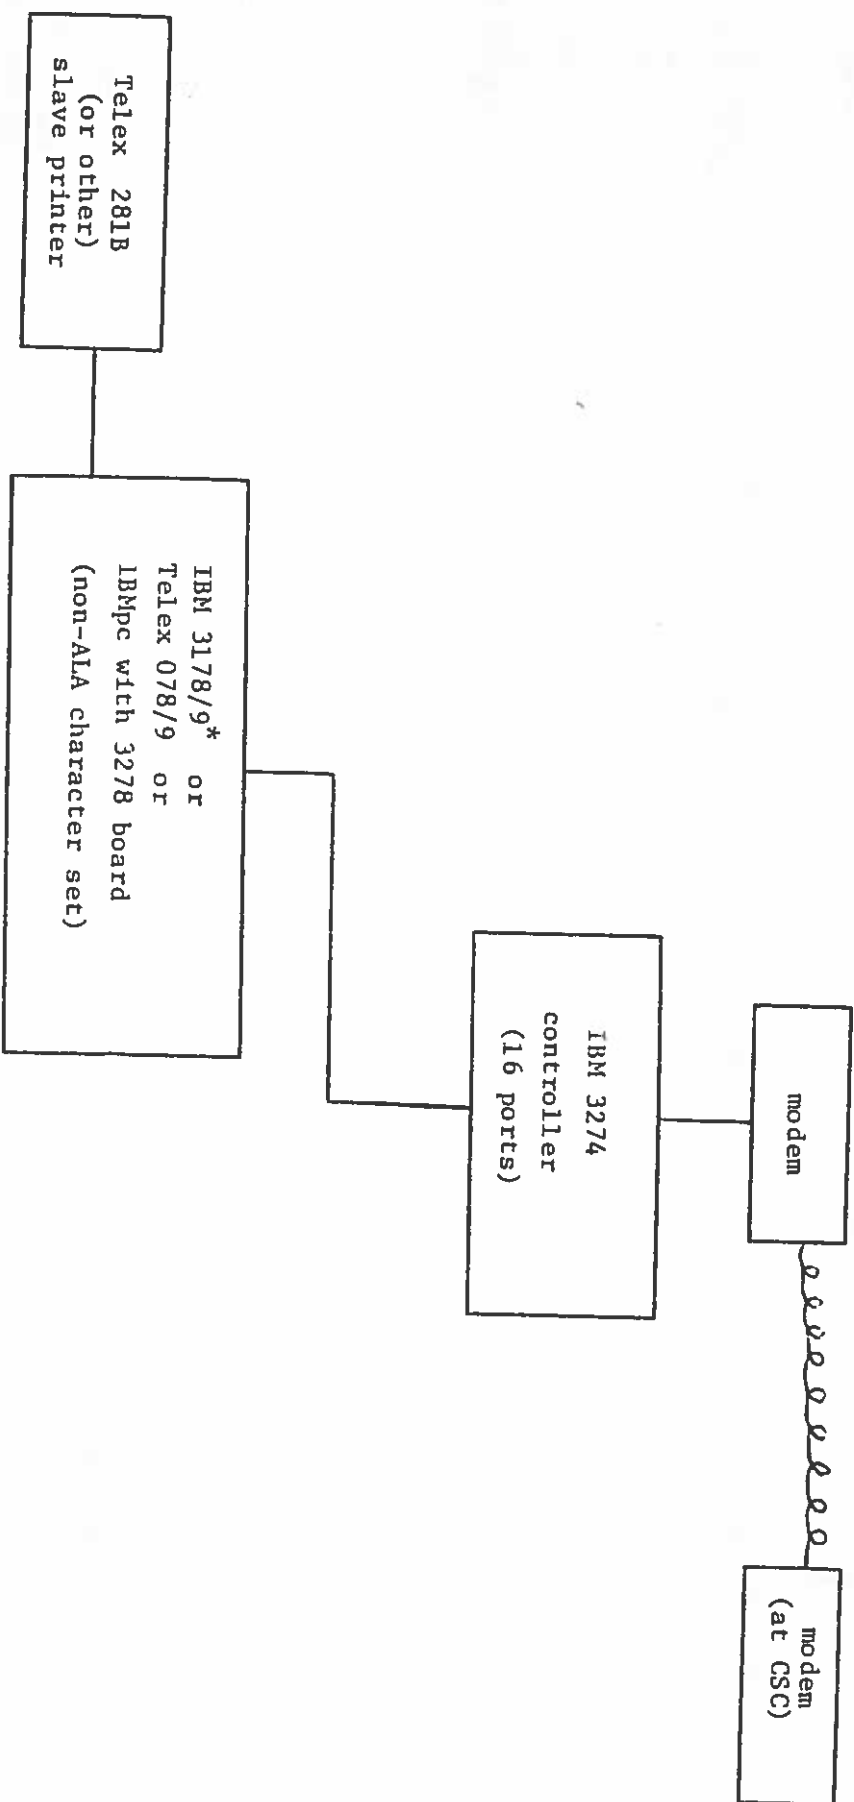 modem
modem
(at CSC)
IBM 3274
controller
(16 ports)
IBM 3178/9* or
Telex 078/9 or
IBMpc with 3278 board
(non-ALA character set)
Telex 281B
(or other)
slave printer